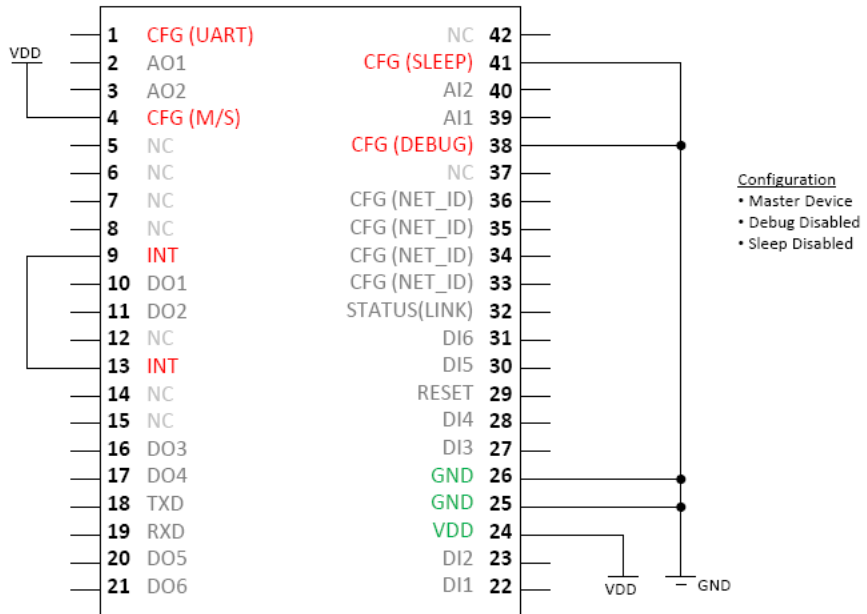 1 CFG (UART) NC 42
VDD
2 AO1 CFG (SLEEP) 41
3 AO2 AI2 40
4 CFG (M/S) AI1 39
5 NC CFG (DEBUG) 38
6 NC NC 37
7 NC CFG (NET_ID) 36
8 NC CFG (NET_ID) 35
9 INT CFG (NET_ID) 34
10 DO1 CFG (NET_ID) 33
11 DO2 STATUS(LINK) 32
12 NC DI6 31
13 INT DI5 30
14 NC RESET 29
15 NC DI4 28
16 DO3 DI3 27
17 DO4 GND 26
18 TXD GND 25
19 RXD VDD 24
20 DO5 DI2 23
21 DO6 DI1 22
VDD
GND
Configuration
• Master Device
• Debug Disabled
• Sleep Disabled